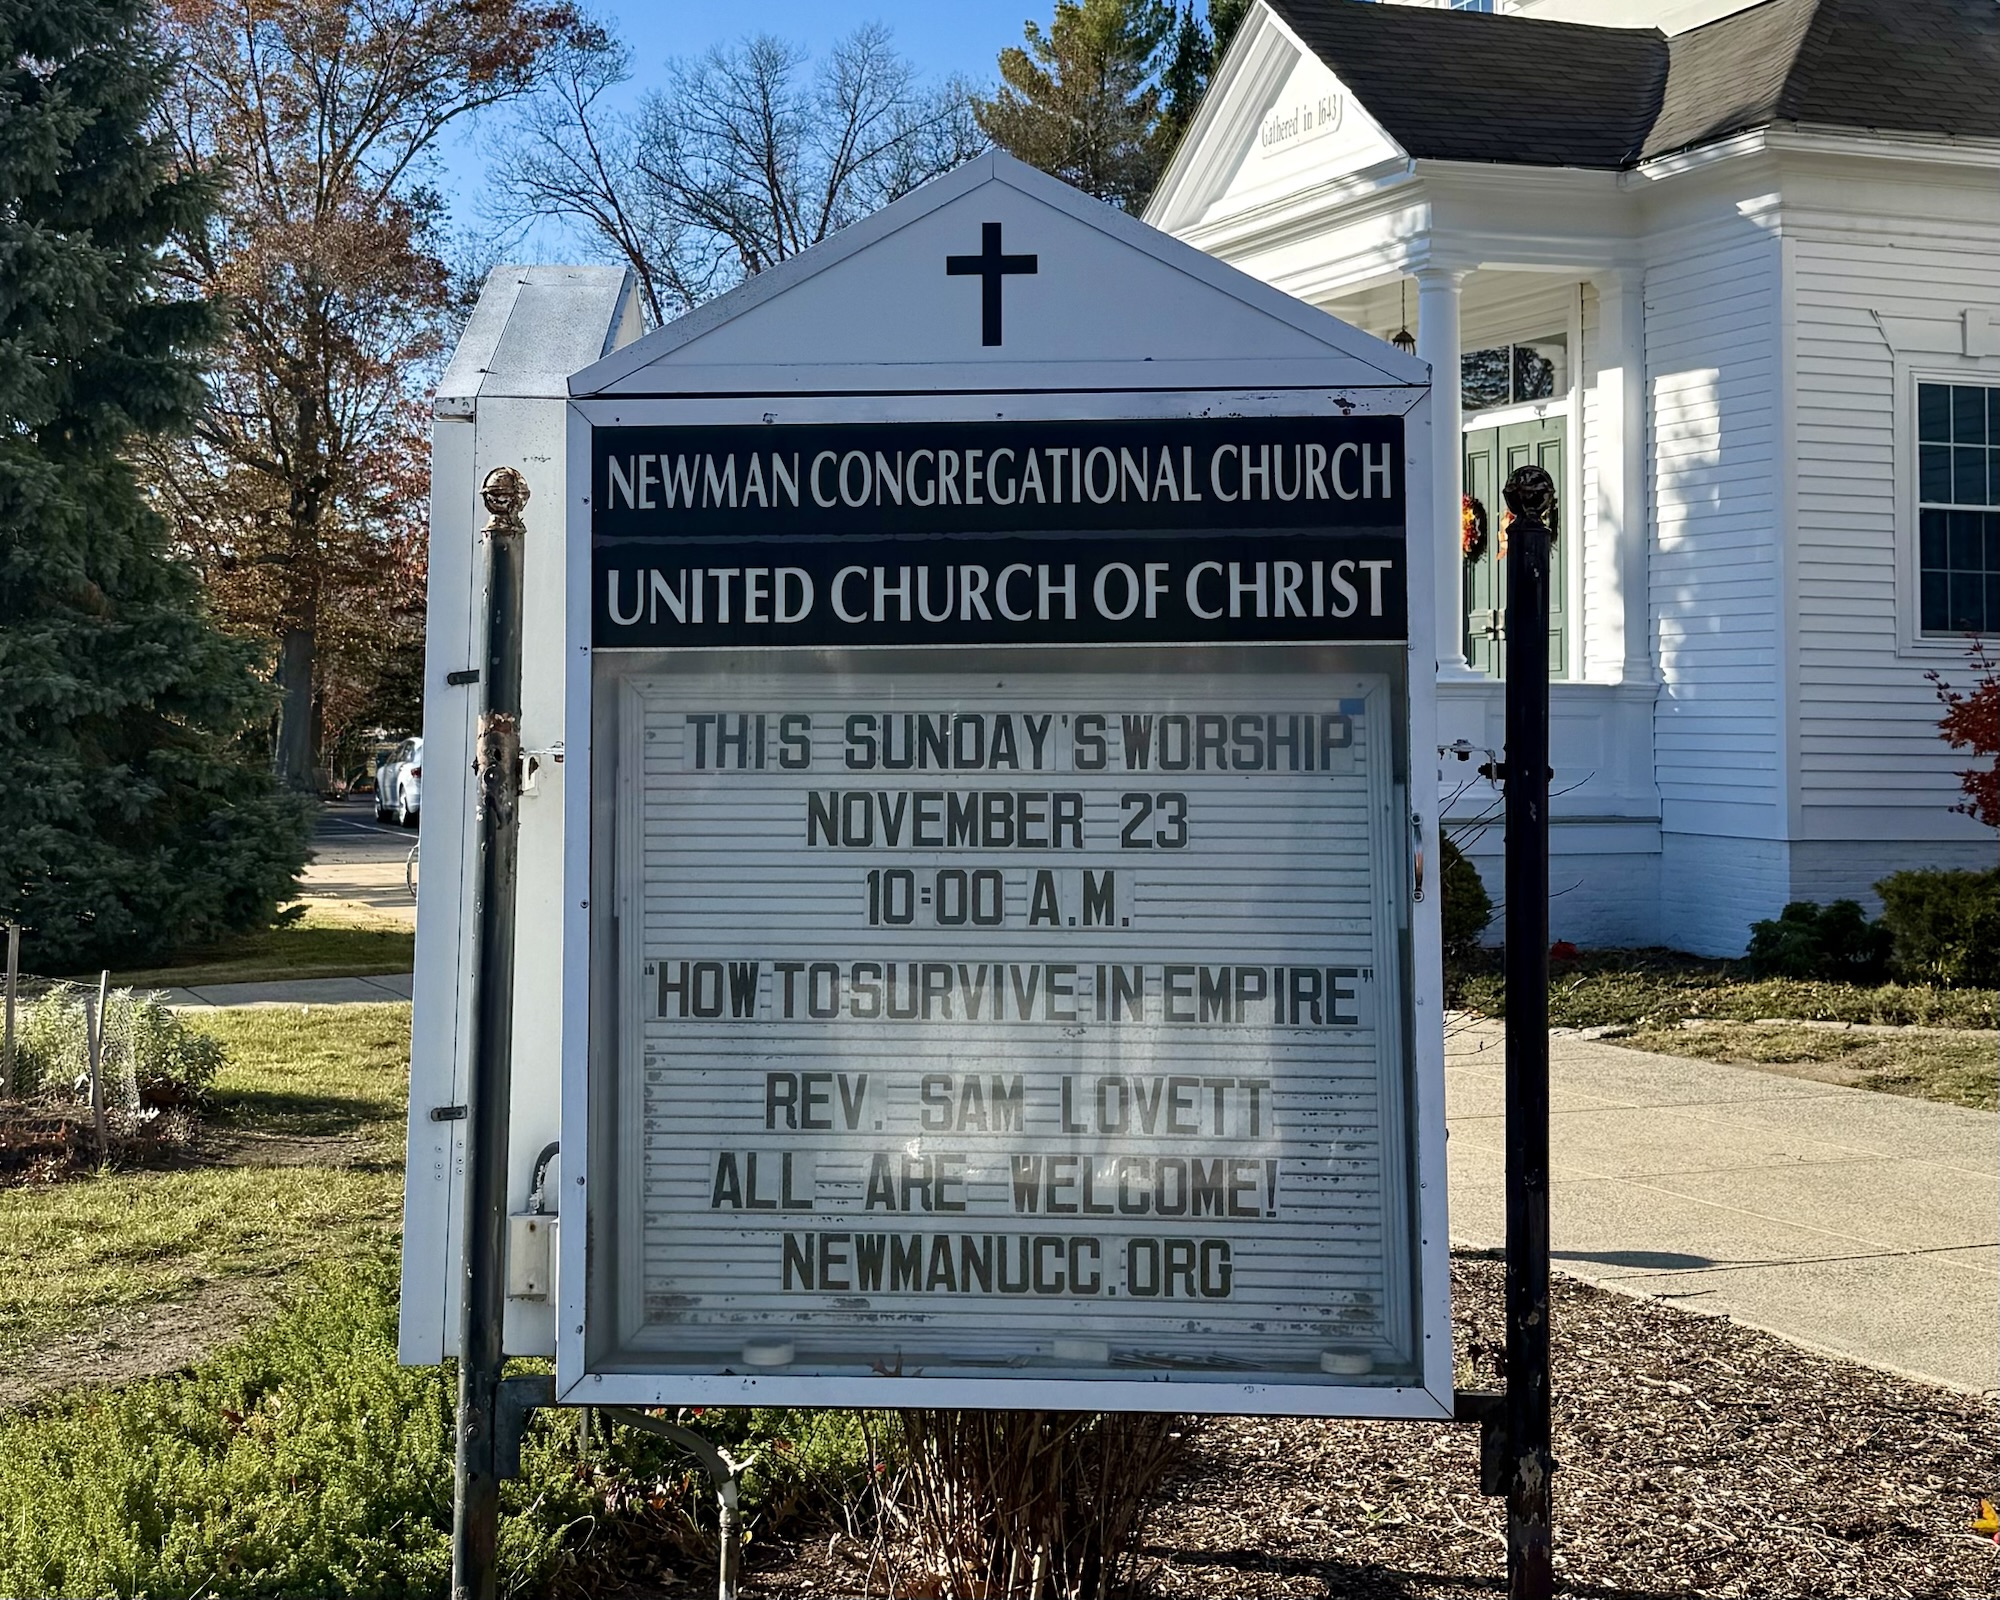 Gathered in 1643
NEWMAN CONGREGATIONAL CHURCH
UNITED CHURCH OF CHRIST
THIS SUNDAY'S WORSHIP
NOVEMBER 23
10:00 A.M.
"HOW TO SURVIVE IN EMPIRE"
REV. SAM LOVETT
ALL ARE WELCOME!
NEWMANUCC.ORG